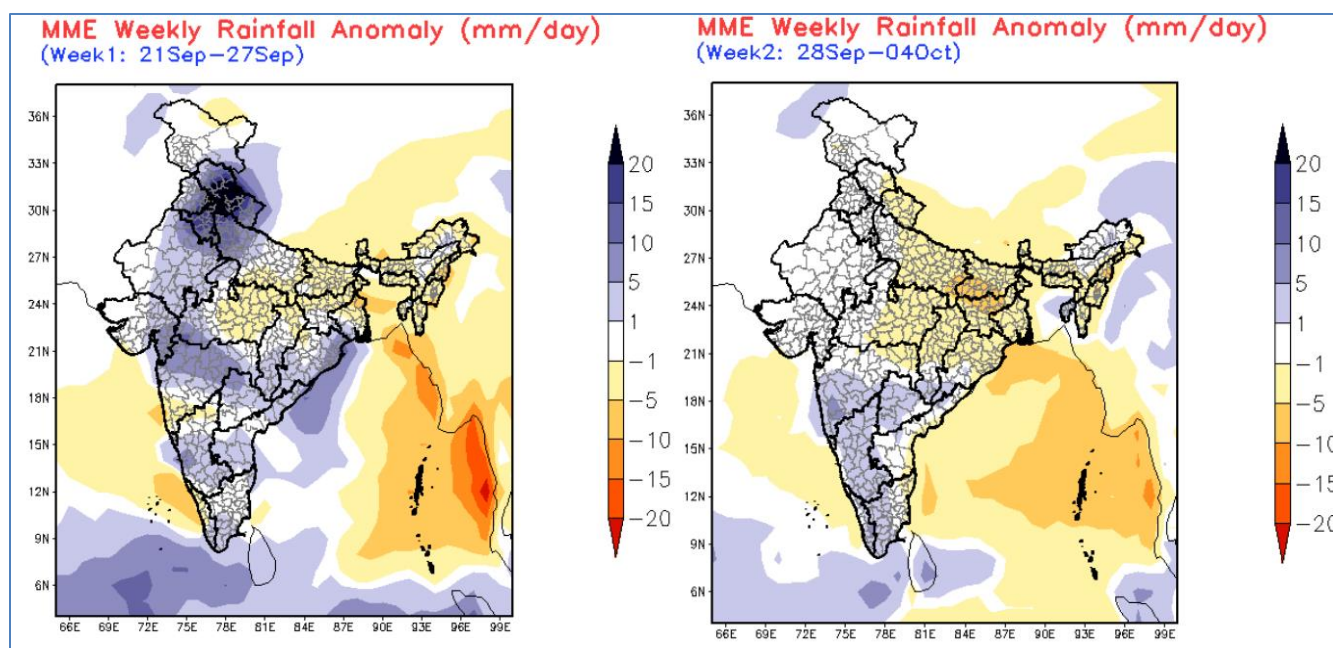 MME Weekly Rainfall Anomaly (mm/day)
(Week1: 21Sep-27Sep)
36N
33N
30N
27N
24N
21N
18N
15N
12N
9N
6N
66E 69E 72E 75E 78E 81E 84E 87E 90E 93E 96E 99E
20
15
10
5
1
-1
-5
-10
-15
-20
MME Weekly Rainfall Anomaly (mm/day)
(Week2: 28Sep-04Oct)
36N
33N
30N
27N
24N
21N
18N
15N
12N
9N
6N
66E 69E 72E 75E 78E 81E 84E 87E 90E 93E 96E 99E
20
15
10
5
1
-1
-5
-10
-15
-20